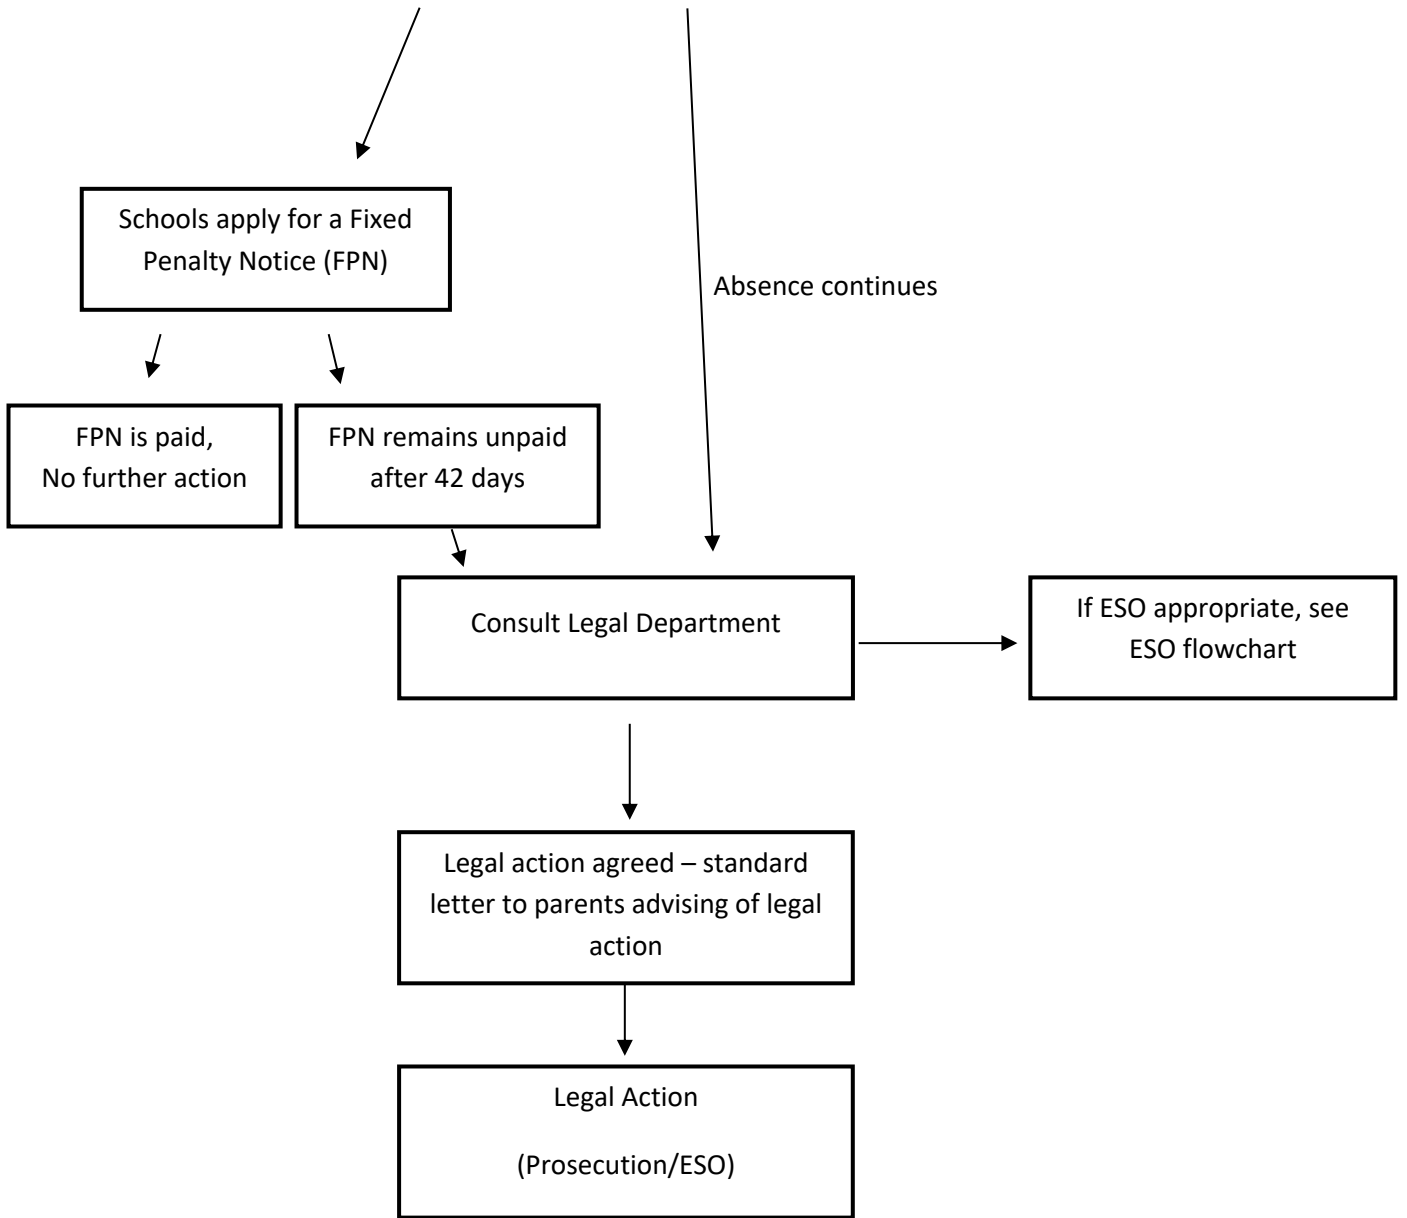 Schools apply for a Fixed
Penalty Notice (FPN)
Absence continues
FPN is paid,
No further action
FPN remains unpaid
after 42 days
Consult Legal Department
If ESO appropriate, see
ESO flowchart
Legal action agreed – standard
letter to parents advising of legal
action
Legal Action
(Prosecution/ESO)